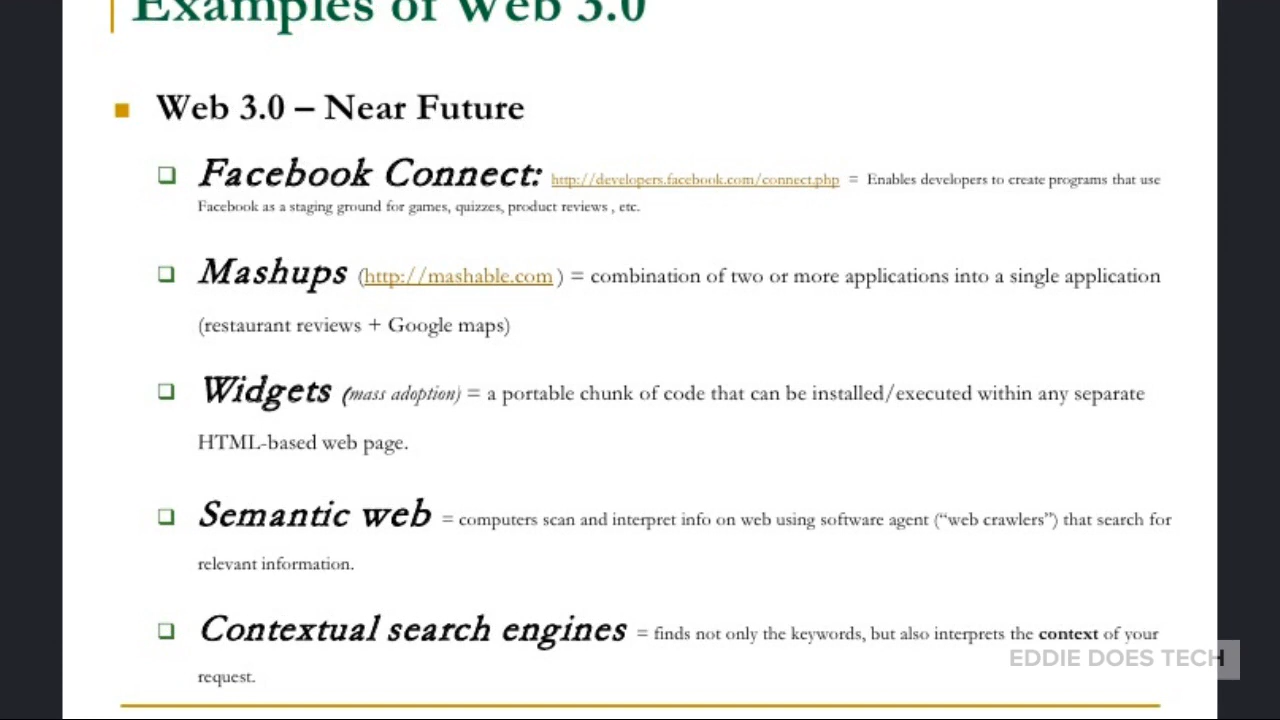 Examples of Web 3.0
Web 3.0 – Near Future
Facebook Connect: http://developers.facebook.com/connect.php = Enables developers to create programs that use
Facebook as a staging ground for games, quizzes, product reviews , etc.
Mashups (http://mashable.com ) = combination of two or more applications into a single application
(restaurant reviews + Google maps)
Widgets (mass adoption) = a portable chunk of code that can be installed/executed within any separate
HTML-based web page.
Semantic web = computers scan and interpret info on web using software agent (“web crawlers”) that search for
relevant information.
Contextual search engines = finds not only the keywords, but also interprets the context of your
request.
EDDIE DOES TECH